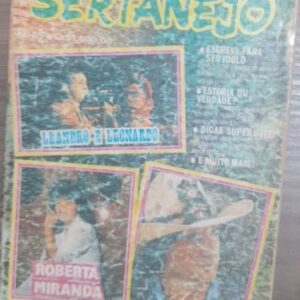 SERTANEJO
ESCREVA PARA
SEU ÍDOLO
ESTÓRIA OU
VERDADE?
LEANDRO E LEONARDO
DICAS SUPER
E MUITO MAIS
ROBERTA
MIRANDA